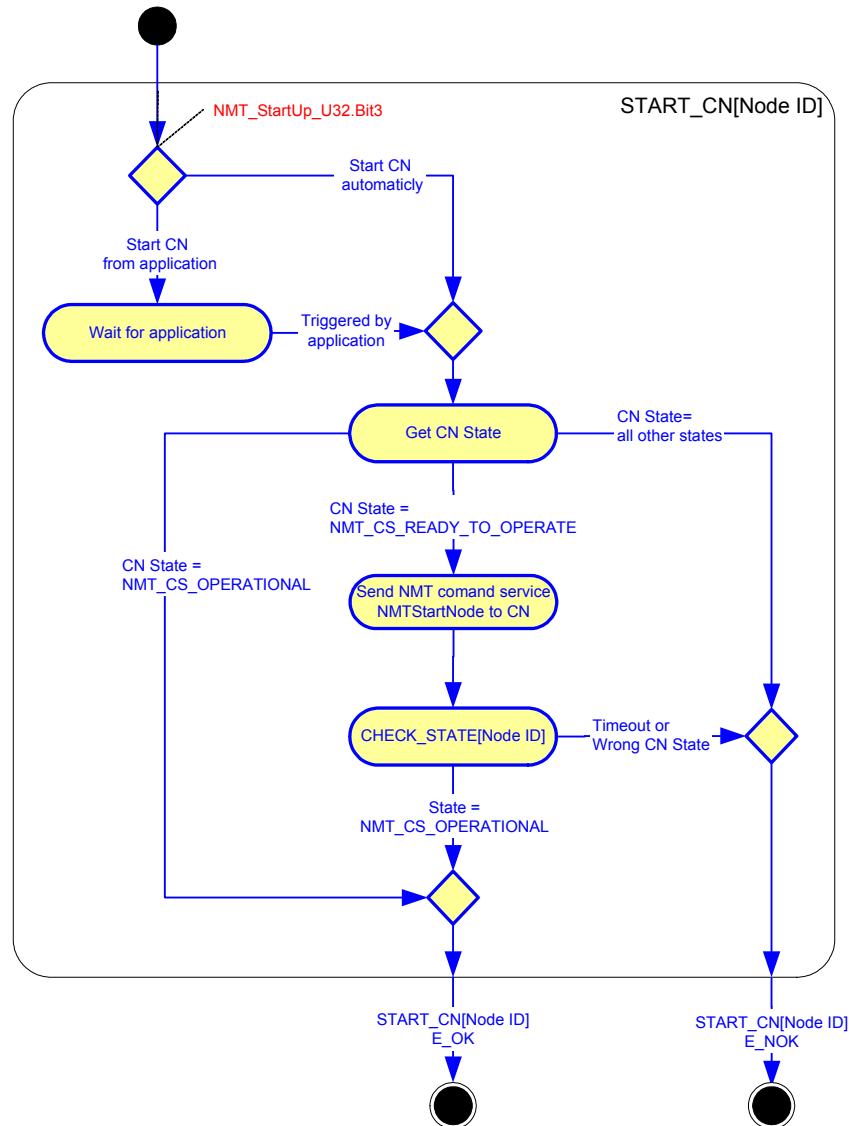 START_CN[Node ID]
NMT_StartUp_U32.Bit3
Start CN
automaticly
Start CN
from application
Wait for application
Triggered by
application
Get CN State
CN State=
all other states
CN State =
NMT_CS_READY_TO_OPERATE
CN State =
NMT_CS_OPERATIONAL
Send NMT comand service
NMTStartNode to CN
CHECK_STATE[Node ID]
Timeout or
Wrong CN State
State =
NMT_CS_OPERATIONAL
START_CN[Node ID]
E_OK
START_CN[Node ID]
E_NOK